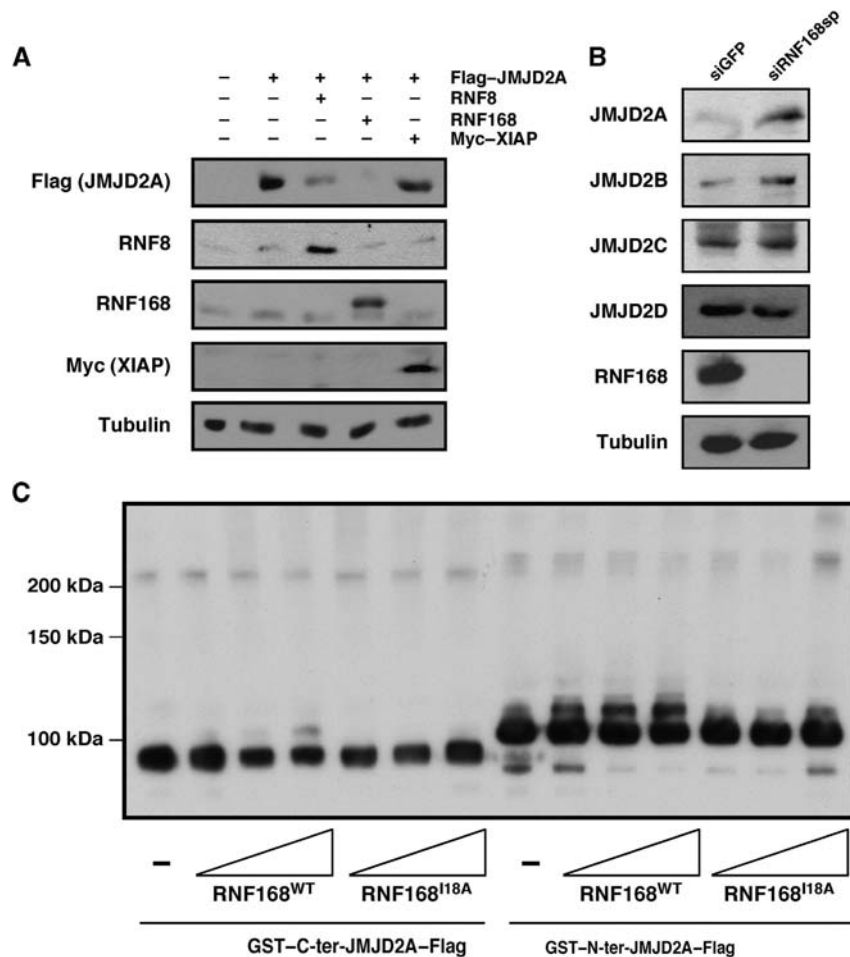 A
– + + + + Flag–JMJD2A
– – + – – RNF8
– – – + – RNF168
– – – – + Myc–XIAP
Flag (JMJD2A)
RNF8
RNF168
Myc (XIAP)
Tubulin
B
siGFP siRNF168sp
JMJD2A
JMJD2B
JMJD2C
JMJD2D
RNF168
Tubulin
C
200 kDa
150 kDa
100 kDa
– RNF168WT RNF168I18A – RNF168WT RNF168I18A
GST–C-ter-JMJD2A–Flag GST–N-ter-JMJD2A–Flag